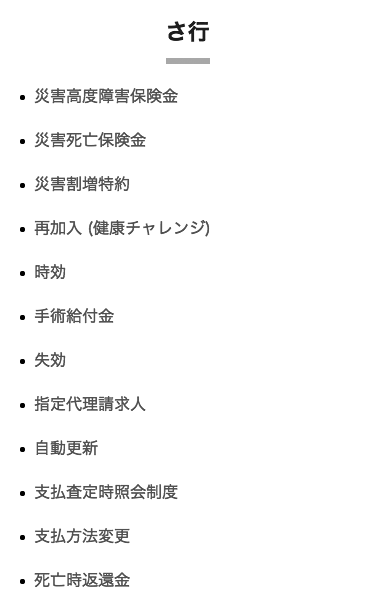 さ行
災害高度障害保険金
災害死亡保険金
災害割増特約
再加入 (健康チャレンジ)
時効
手術給付金
失効
指定代理請求人
自動更新
支払査定時照会制度
支払方法変更
死亡時返還金